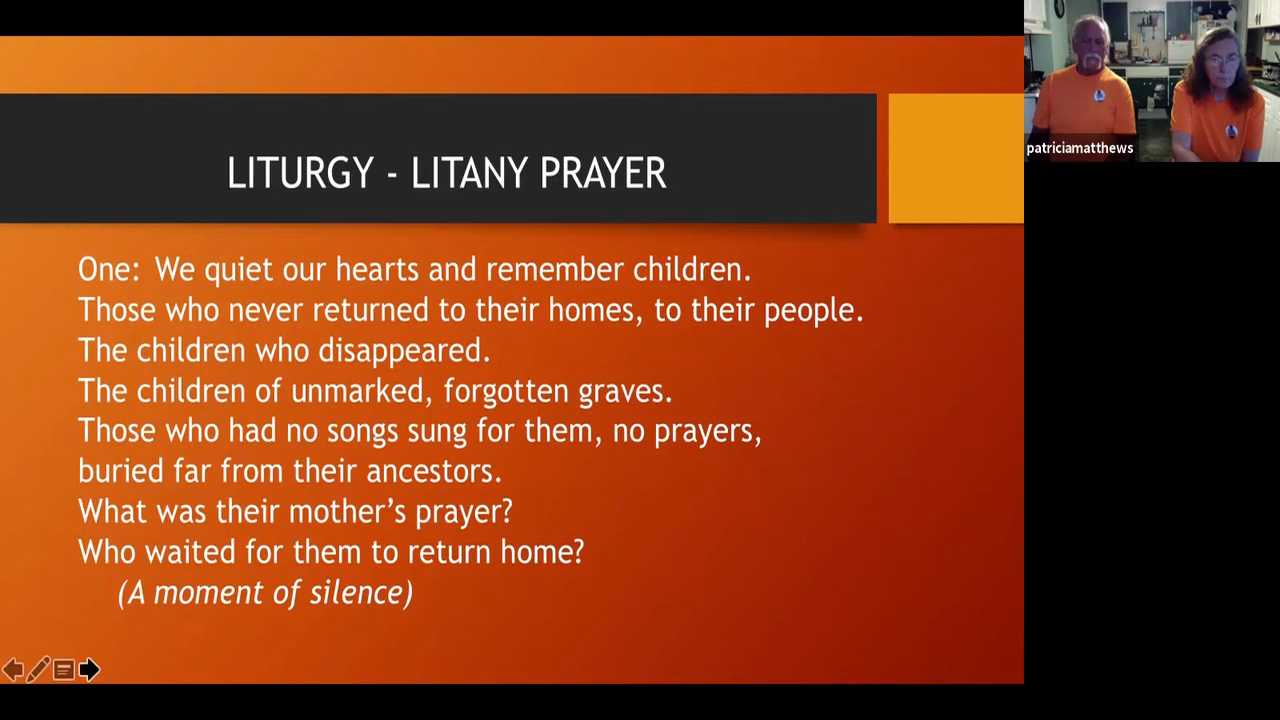 LITURGY - LITANY PRAYER
One: We quiet our hearts and remember children.
Those who never returned to their homes, to their people.
The children who disappeared.
The children of unmarked, forgotten graves.
Those who had no songs sung for them, no prayers,
buried far from their ancestors.
What was their mother’s prayer?
Who waited for them to return home?
(A moment of silence)
patriciamatthews